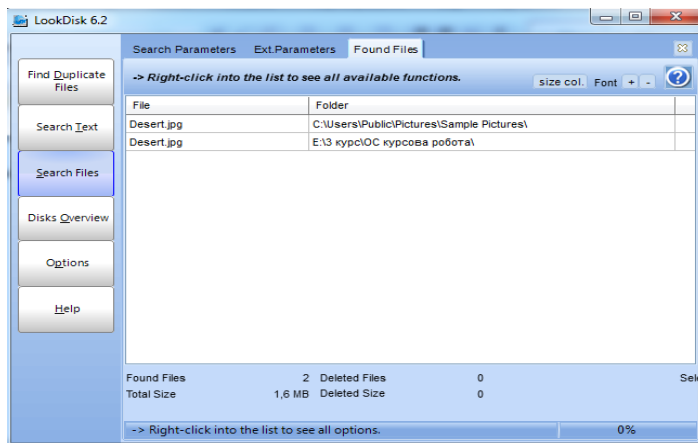 LookDisk 6.2
Search Parameters Ext.Parameters Found Files
Find Duplicate Files
-> Right-click into the list to see all available functions.
size col. Font + - ?
Search Text
Search Files
Disks Overview
Options
Help
File Folder
Desert.jpg C:\Users\Public\Pictures\Sample Pictures\
Desert.jpg E:\3 курс\ОС курсова робота\
Found Files 2 Deleted Files 0
Total Size 1,6 MB Deleted Size 0
-> Right-click into the list to see all options. 0%